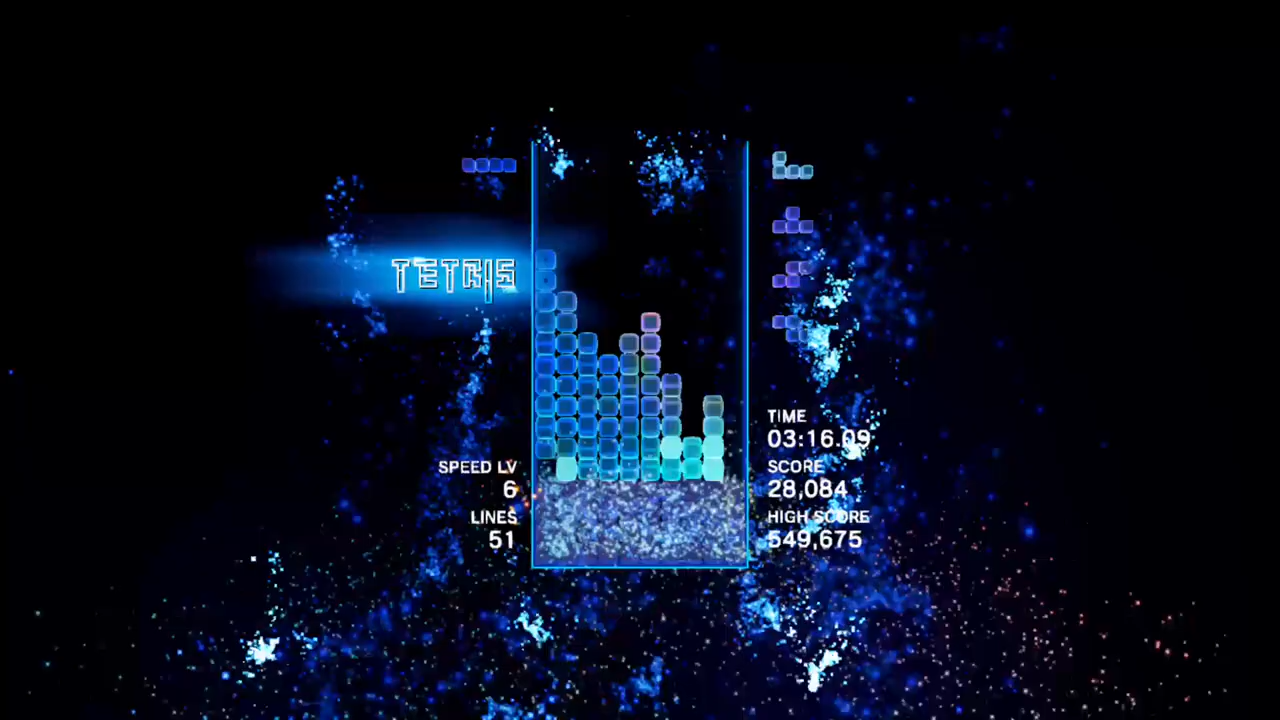 TETRIS
SPEED LV
6
LINES
51
TIME
03:16.09
SCORE
28,084
HIGH SCORE
549,675